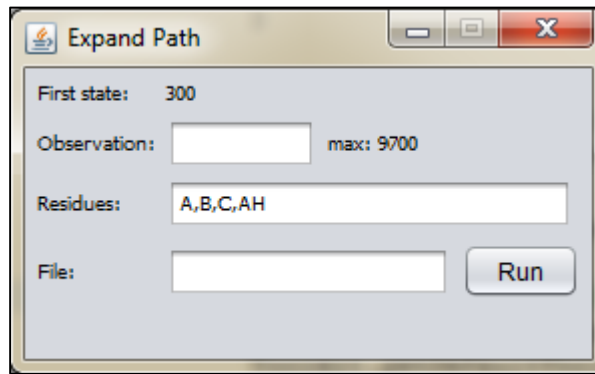 Expand Path
First state: 300
Observation: max: 9700
Residues: A,B,C,AH
File: Run